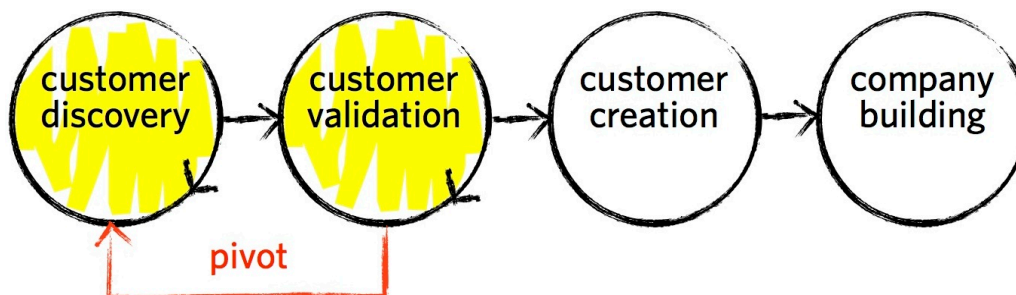 customer
discovery
customer
validation
customer
creation
company
building
pivot